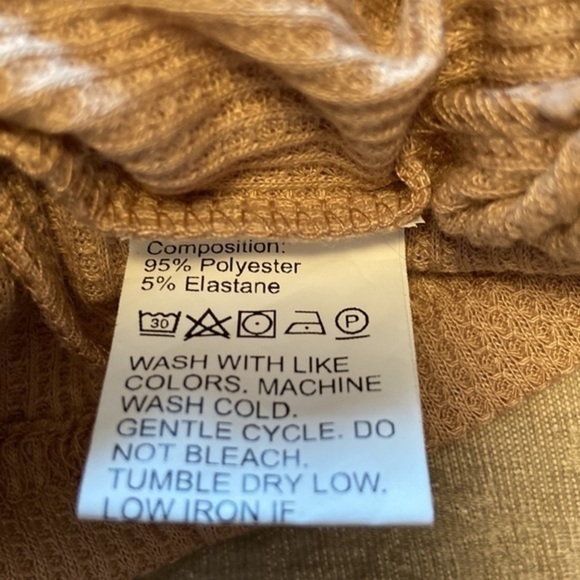 Composition:
95% Polyester
5% Elastane
30 P
WASH WITH LIKE
COLORS. MACHINE
WASH COLD.
GENTLE CYCLE. DO
NOT BLEACH.
TUMBLE DRY LOW.
LOW IRON IF